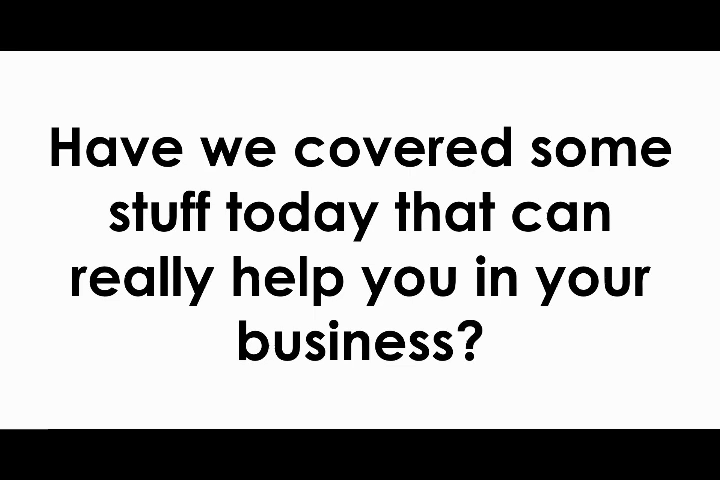 Have we covered some
stuff today that can
really help you in your
business?